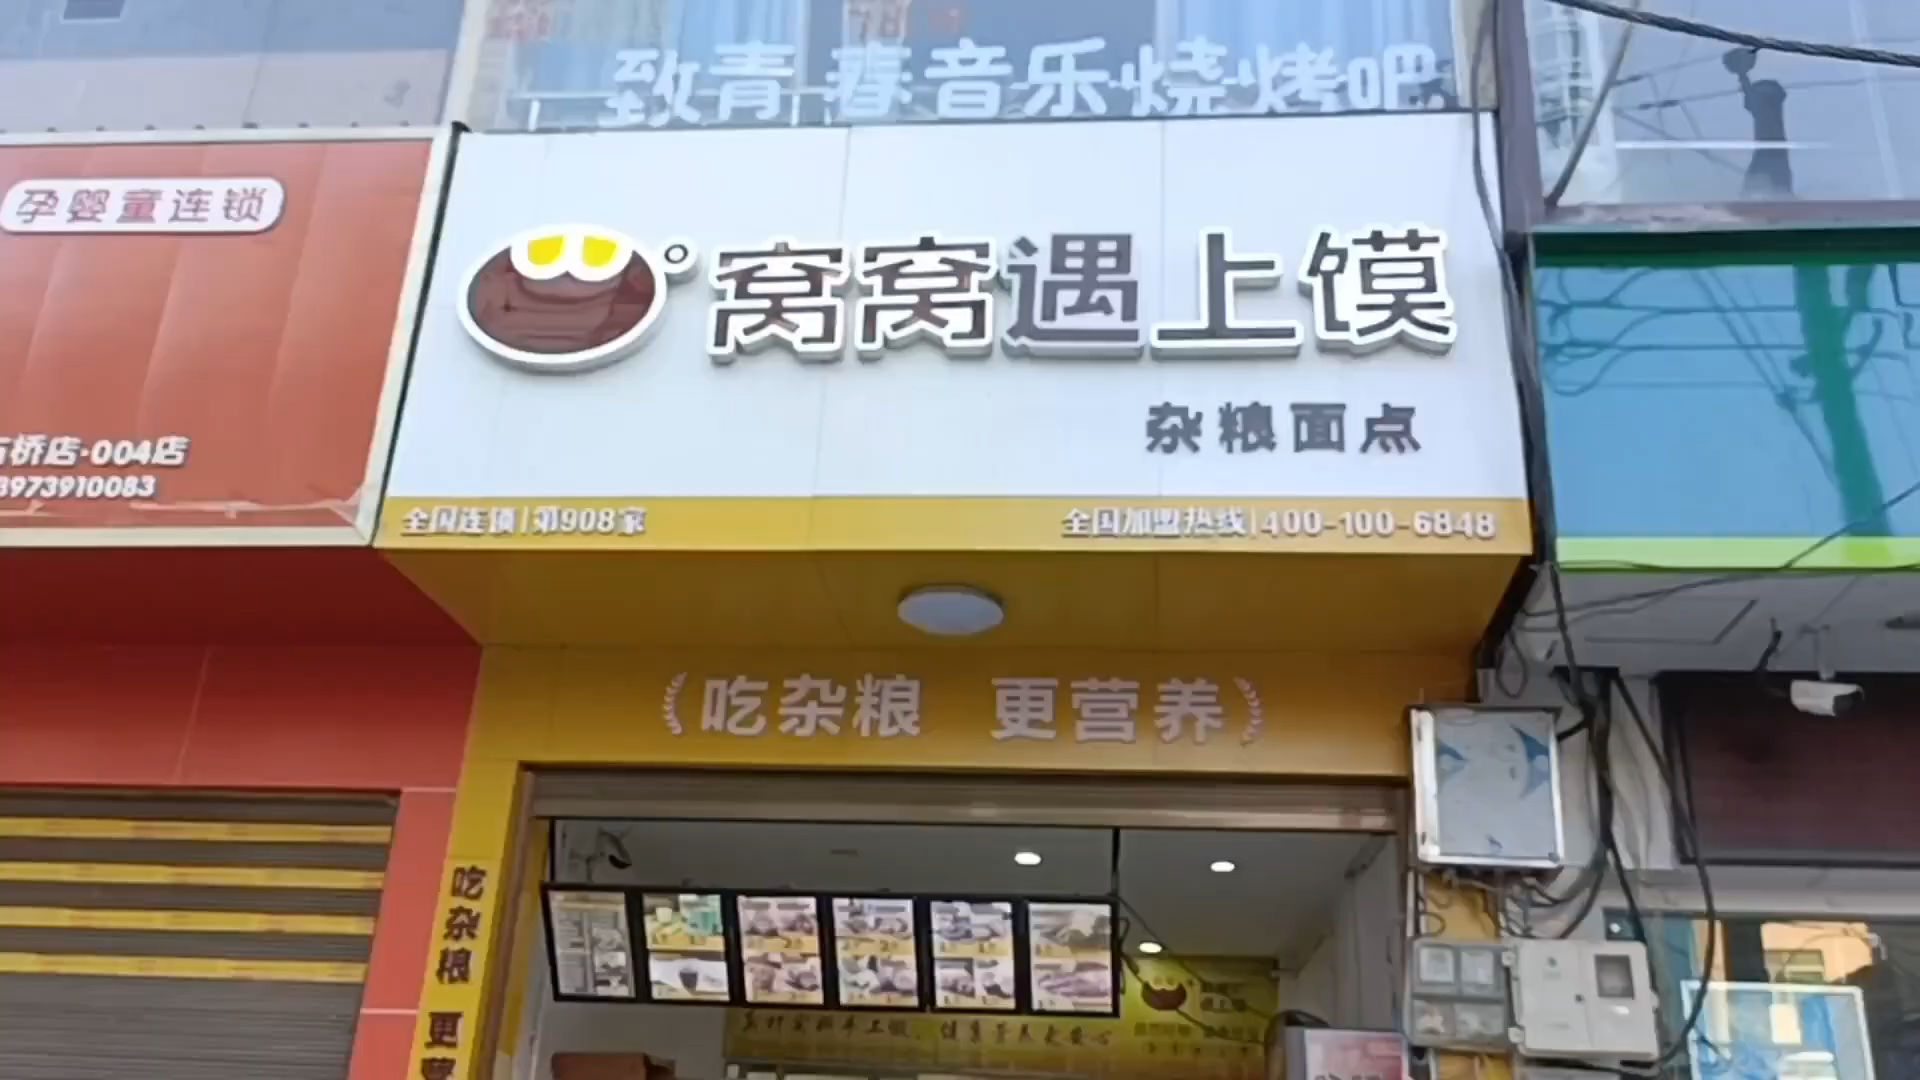 致青春音乐烧烤吧
孕婴童连锁
窝窝遇上馍
杂粮面点
桥店·004店
3973910083
全国连锁|第908家
全国加盟热线|400-100-6848
吃杂粮 更营养
吃杂粮 更营